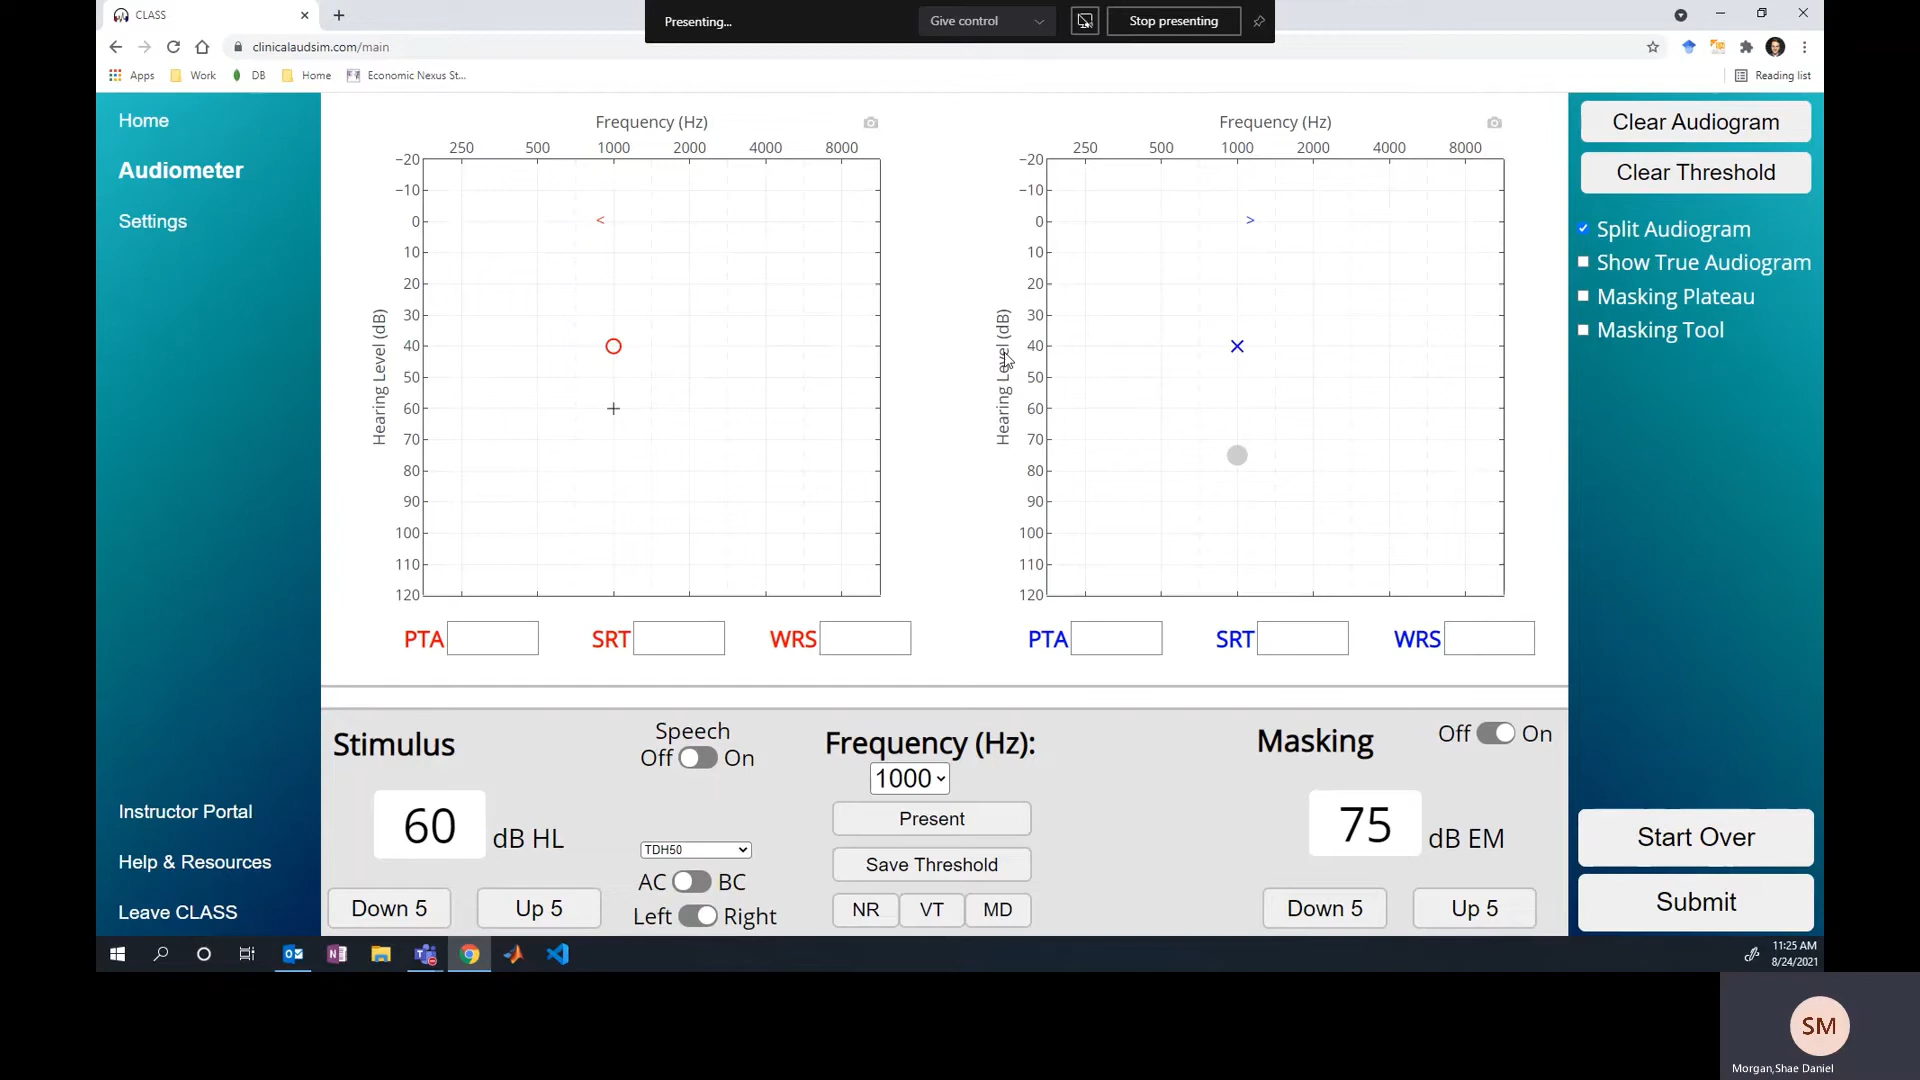 CLASS
Presenting...
Give control
Stop presenting
clinicalaudsim.com/main
Apps
Work
DB
Home
Economic Nexus St...
Reading list
Home
Audiometer
Settings
Instructor Portal
Help & Resources
Leave CLASS
Frequency (Hz)
250 500 1000 2000 4000 8000
−20
−10
0
10
20
30
40
50
60
70
80
90
100
110
120
Hearing Level (dB)
<
PTA
SRT
WRS
Frequency (Hz)
250 500 1000 2000 4000 8000
−20
−10
0
10
20
30
40
50
60
70
80
90
100
110
120
Hearing Level (dB)
>
PTA
SRT
WRS
Clear Audiogram
Clear Threshold
Split Audiogram
Show True Audiogram
Masking Plateau
Masking Tool
Stimulus
60 dB HL
Down 5
Up 5
Speech
Off On
TDH50
AC BC
Left Right
Frequency (Hz):
1000
Present
Save Threshold
NR VT MD
Masking
Off On
75 dB EM
Down 5
Up 5
Start Over
Submit
11:25 AM
8/24/2021
SM
Morgan,Shae Daniel